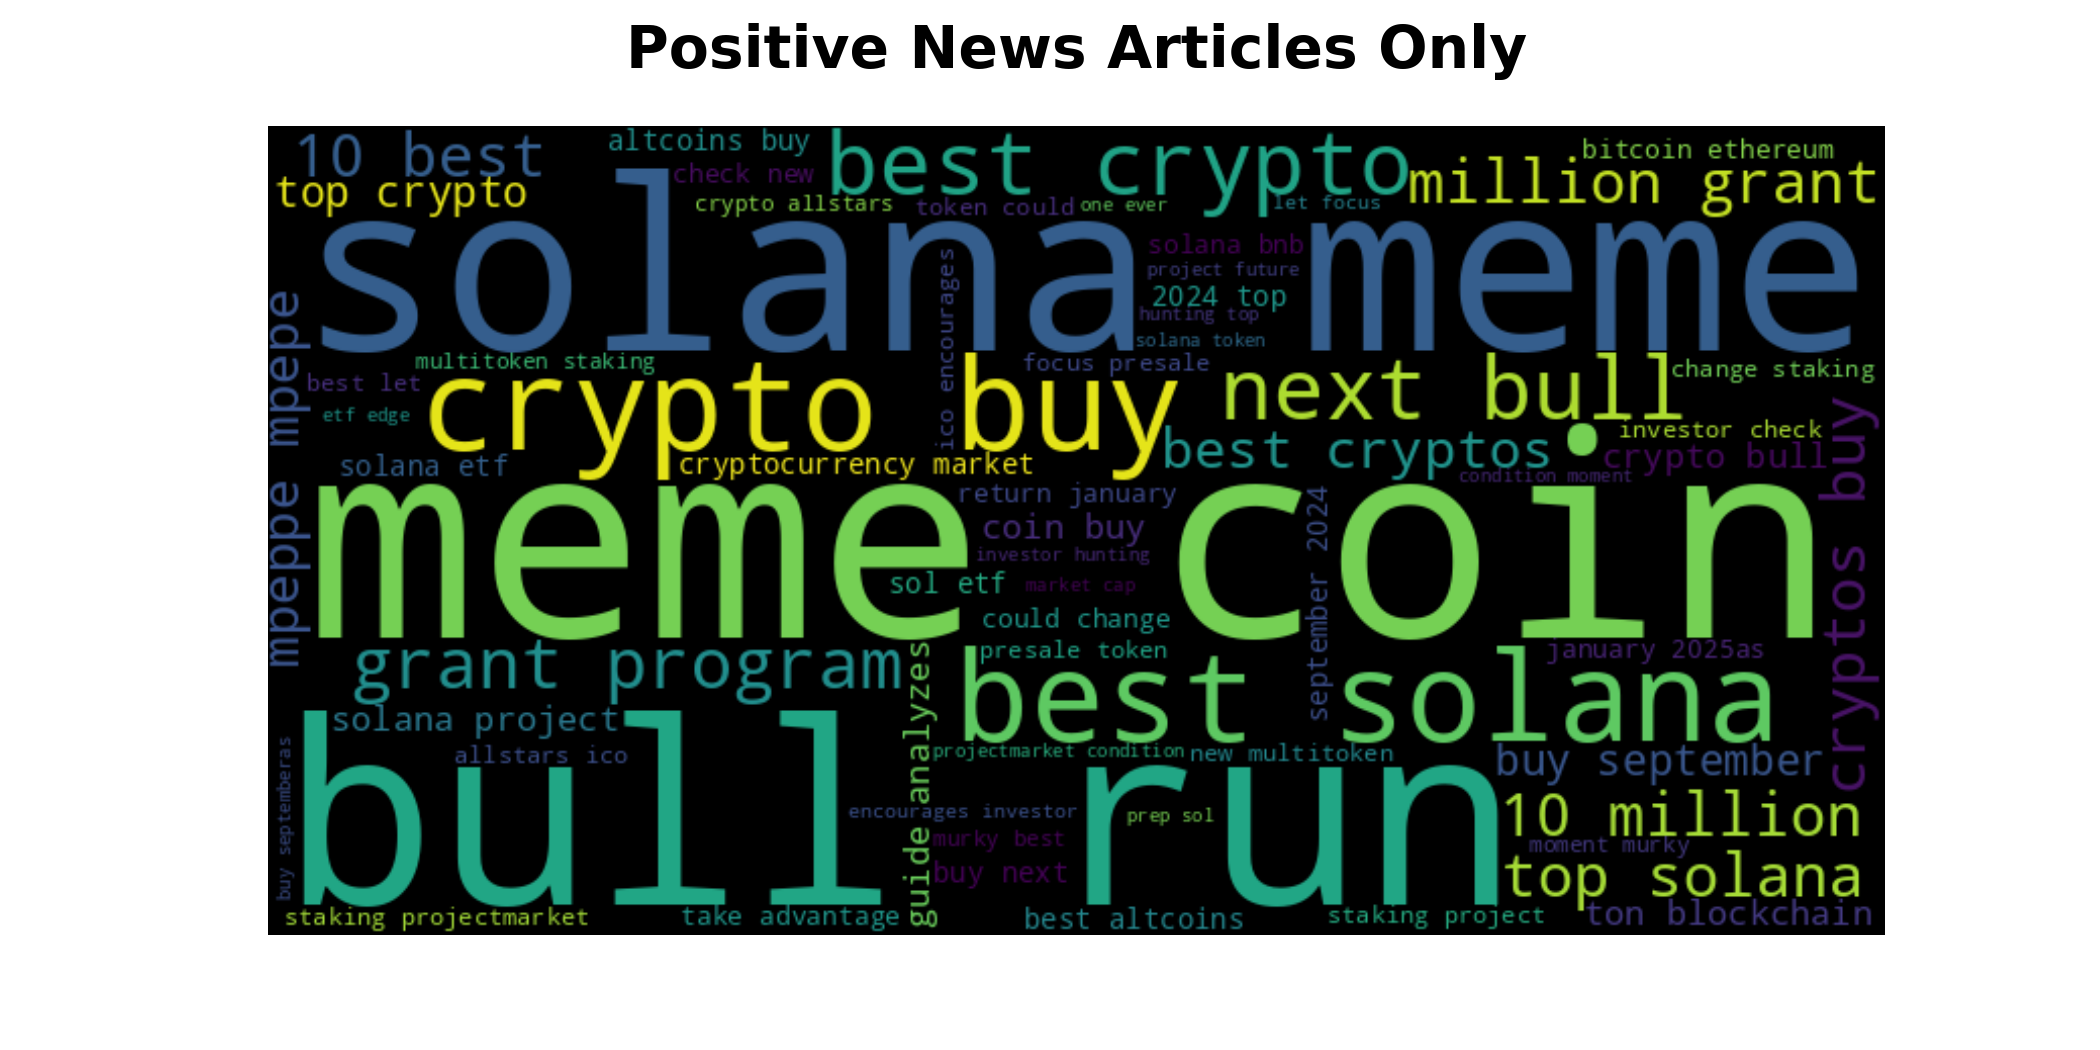 Positive News Articles Only
10 best
altcoins buy
best crypto
bitcoin ethereum
top crypto
check new
million grant
crypto allstars
token could
one ever
let focus
solana meme
solana bnb
project future
2024 top
hunting top
solana token
ico encourages
mpepe mpepe
multitoken staking
focus presale
next bull
change staking
best let
crypto buy
etf edge
investor check
best cryptos
crypto bull
solana etf
cryptocurrency market
condition moment
cryptos buy
meme coin
return january
coin buy
investor hunting
sol etf
market cap
could change
september 2024
mpeppe
grant program
presale token
january 2025as
best solana
solana project
guide analyzes
allstars ico
projectmarket condition
new multitoken
buy september
bull run
buy septemberas
encourages investor
prep sol
10 million
murky best
moment murky
buy next
top solana
staking projectmarket
take advantage
best altcoins
staking project
ton blockchain